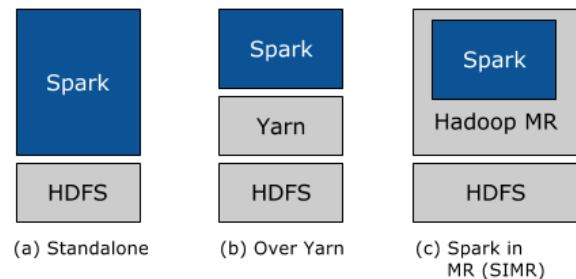 Spark
HDFS
(a) Standalone
Spark
Yarn
HDFS
(b) Over Yarn
Spark
Hadoop MR
HDFS
(c) Spark in
MR (SIMR)